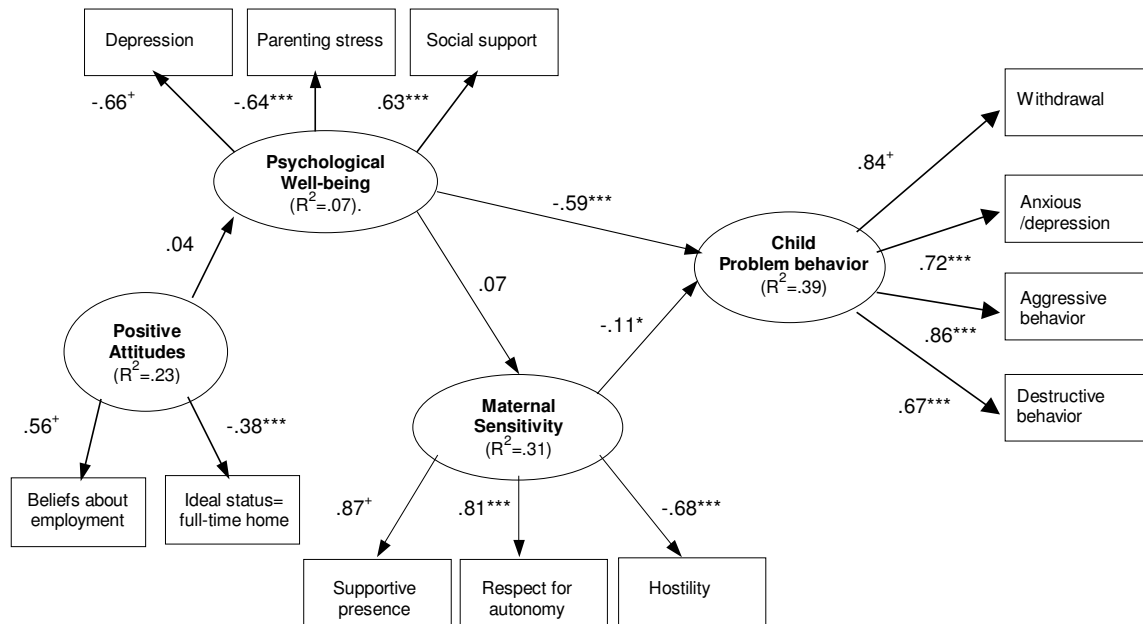 Depression
Parenting stress
Social support
-.66+
-.64***
.63***
Psychological
Well-being
(R2=.07).
Withdrawal
.84+
Anxious
/depression
-.59***
Child
Problem behavior
(R2=.39)
.72***
.04
.07
Aggressive
behavior
.86***
Positive
Attitudes
(R2=.23)
-.11*
Destructive
behavior
.67***
Maternal
Sensitivity
(R2=.31)
.56+
-.38***
Beliefs about
employment
Ideal status=
full-time home
.87+
.81***
-.68***
Supportive
presence
Respect for
autonomy
Hostility